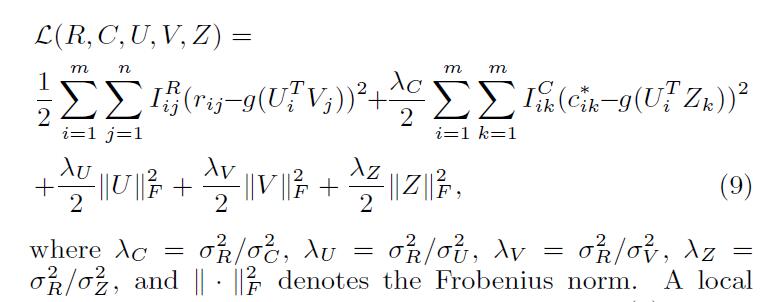 ℒ(R, C, U, V, Z) =
1/2 ∑_{i=1}^{m} ∑_{j=1}^{n} I_{ij}^{R}(r_{ij}−g(U_i^T V_j))² + λ_C/2 ∑_{i=1}^{m} ∑_{k=1}^{m} I_{ik}^{C}(c_{ik}^{*}−g(U_i^T Z_k))²
+ λ_U/2 ‖U‖_F^2 + λ_V/2 ‖V‖_F^2 + λ_Z/2 ‖Z‖_F^2, (9)
where λ_C = σ_R^2/σ_C^2, λ_U = σ_R^2/σ_U^2, λ_V = σ_R^2/σ_V^2, λ_Z =
σ_R^2/σ_Z^2, and ‖ · ‖_F^2 denotes the Frobenius norm. A local